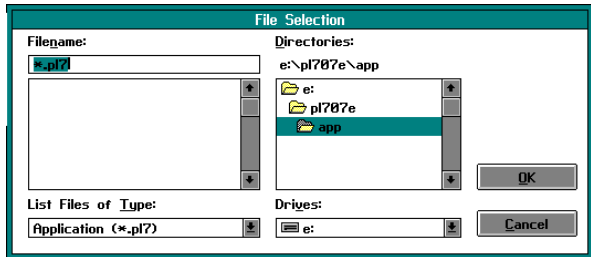 File Selection
Filename:
*.pl7
Directories:
e:\pl707e\app
e:
pl707e
app
OK
List Files of Type:
Application (*.pl7)
Drives:
e:
Cancel